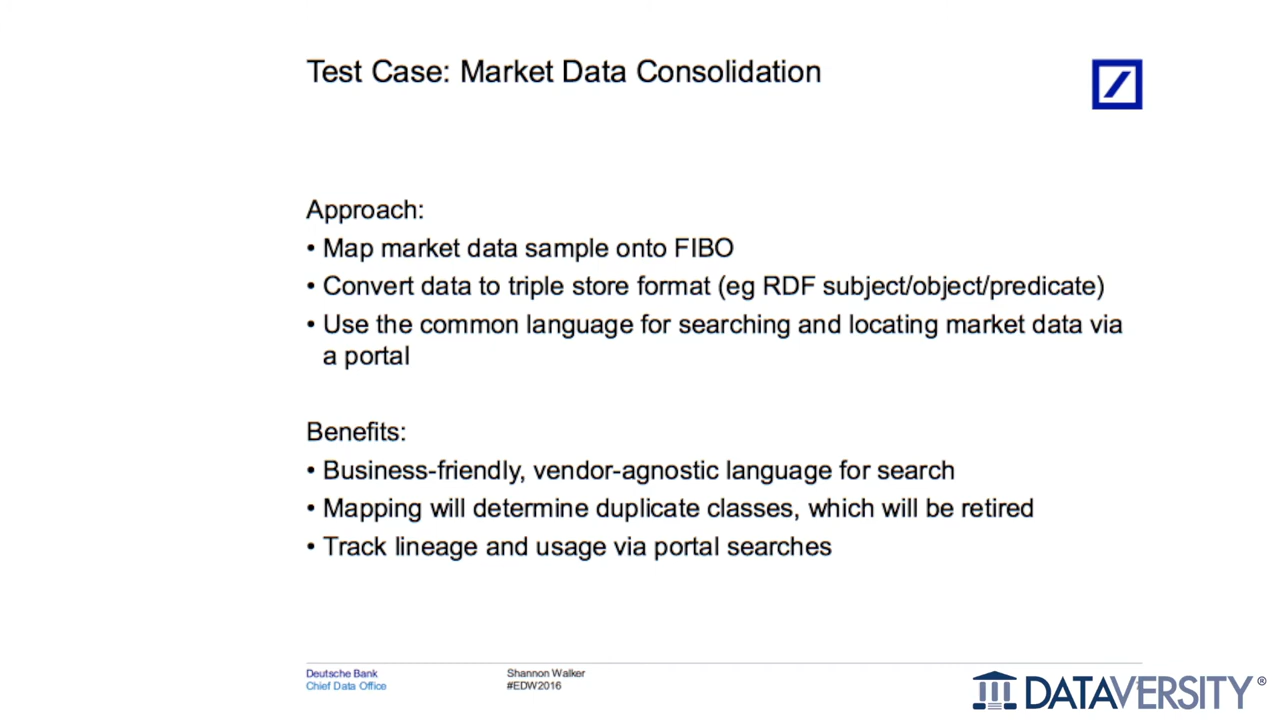 Test Case: Market Data Consolidation
Approach:
• Map market data sample onto FIBO
• Convert data to triple store format (eg RDF subject/object/predicate)
• Use the common language for searching and locating market data via
a portal
Benefits:
• Business-friendly, vendor-agnostic language for search
• Mapping will determine duplicate classes, which will be retired
• Track lineage and usage via portal searches
Deutsche Bank
Chief Data Office
Shannon Walker
#EDW2016
DATAVERSITY®